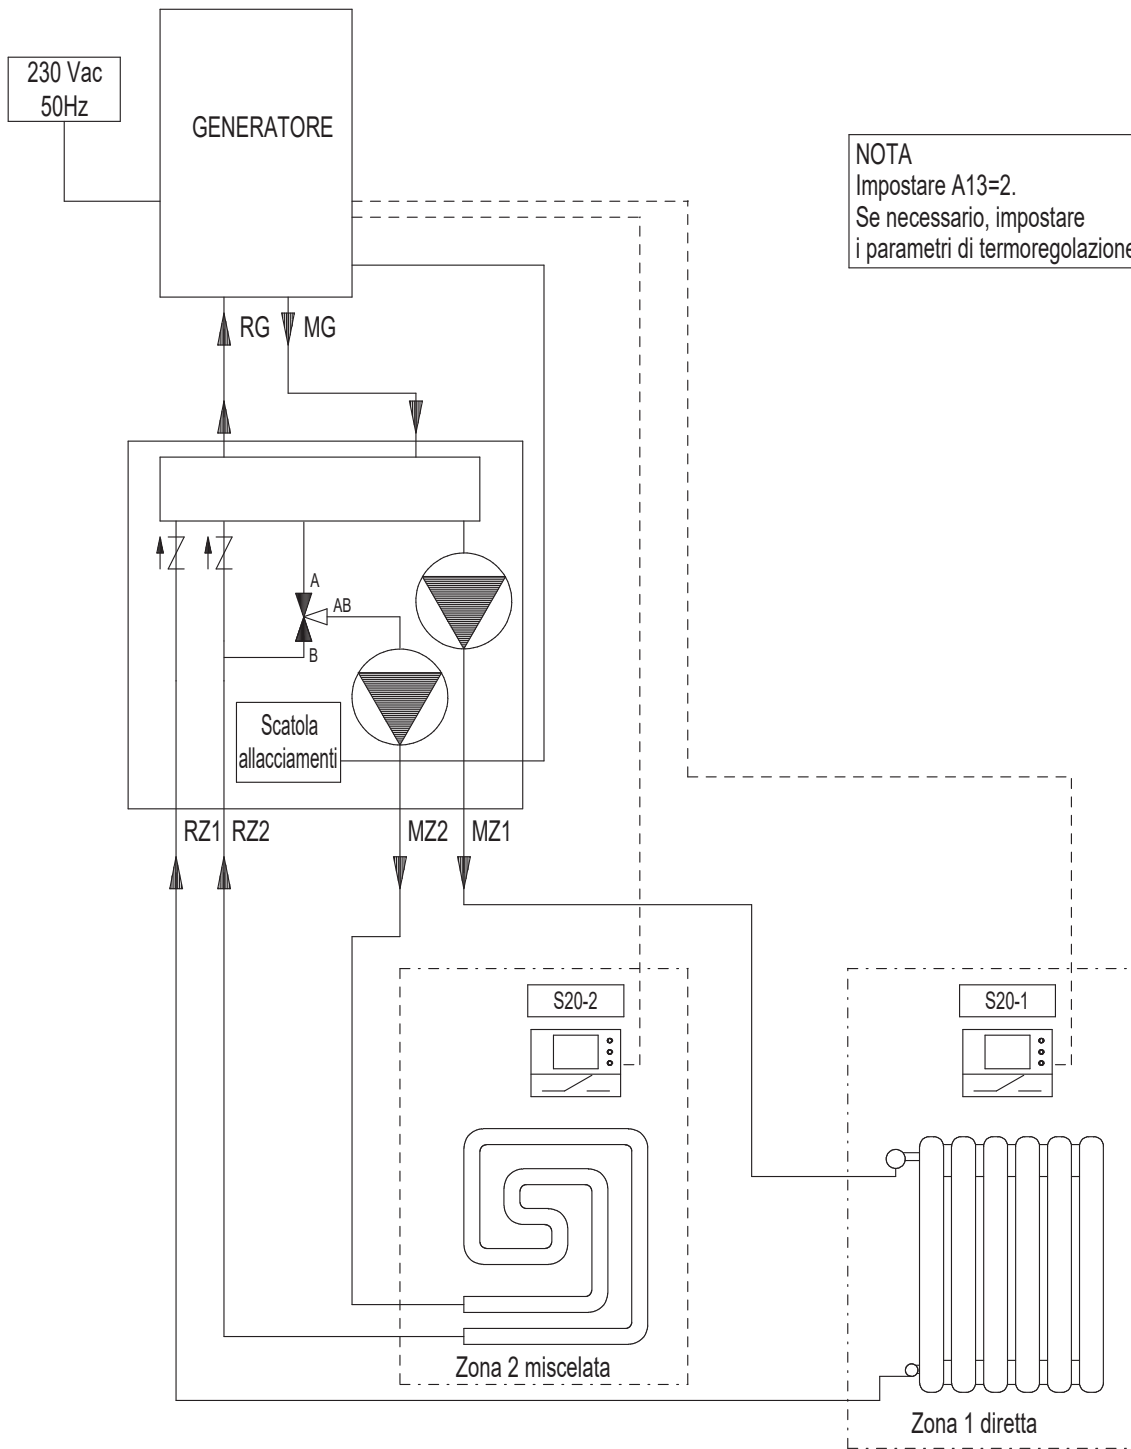 230 Vac
50Hz
GENERATORE
NOTA
Impostare A13=2.
Se necessario, impostare
i parametri di termoregolazione
RG
MG
A
AB
B
Scatola
allacciamenti
RZ1
RZ2
MZ2
MZ1
S20-2
S20-1
Zona 2 miscelata
Zona 1 diretta